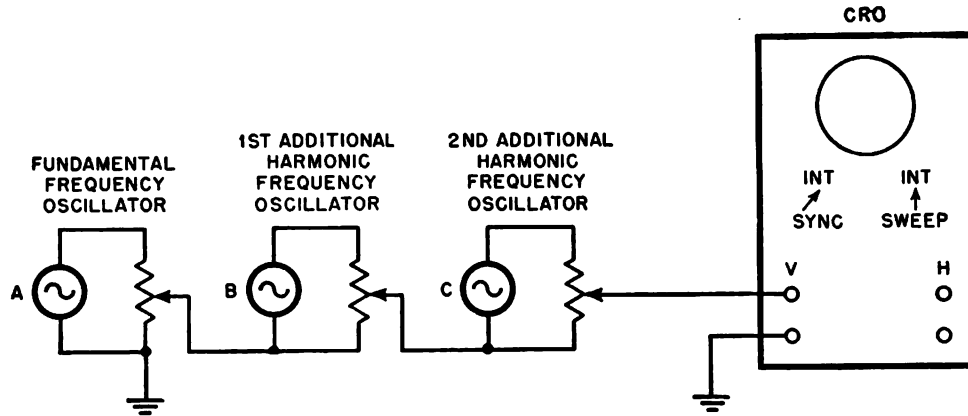 CRO
FUNDAMENTAL
FREQUENCY
OSCILLATOR
1ST ADDITIONAL
HARMONIC
FREQUENCY
OSCILLATOR
2ND ADDITIONAL
HARMONIC
FREQUENCY
OSCILLATOR
INT INT
SYNC SWEEP
A
B
C
V H